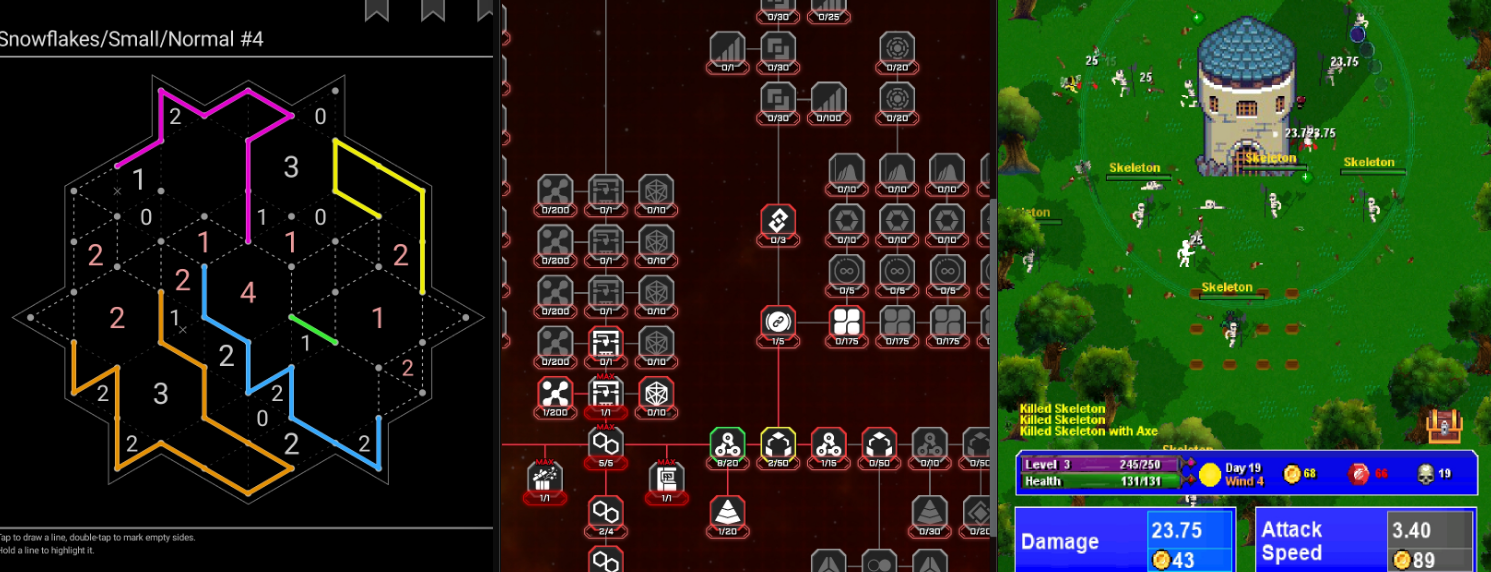 Snowflakes/Small/Normal #4
2
0
3
1
0
1
0
1
1
2
2
2
4
2
1
1
1
2
2
2
3
2
0
2
2
2
Tap to draw a line, double-tap to mark empty sides.
Hold a line to highlight it.
0/30 0/25
0/1 0/30 0/20
0/30 0/100 0/20
0/10 0/10 0/10
0/200 0/1 0/10
0/3 0/10 0/10 0/10
0/200 0/1 0/10
0/5 0/5 0/5
0/200 0/1 0/10
1/5 0/175 0/175 0/175
0/200 0/1 0/10
MAX
1/200 1/1 0/10
MAX
5/5 8/20 2/50 1/15 0/50 0/10 0/50
MAX MAX
1/1 1/1
2/4 1/20 0/30 0/30
25
25
23.75
23.75
Skeleton
Skeleton
Skeleton
25
Skeleton
Killed Skeleton
Killed Skeleton
Killed Skeleton with Axe
Skeleton
Level 3 245/250
Health 131/131
Day 19
Wind 4
68
66
19
Damage
23.75
43
Attack
Speed
3.40
89